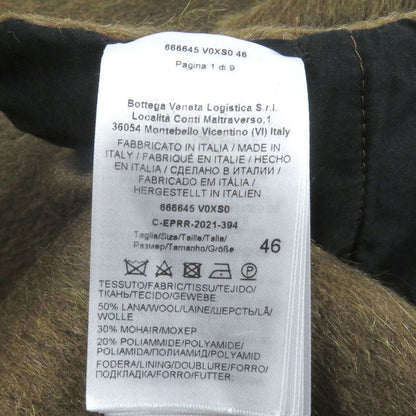 666645 V0XS0 46
Pagina 1 di 9
Bottega Veneta Logistica S.r.l.
Località Conti Maltraverso,1
36054 Montebello Vicentino (VI) Italy
FABBRICATO IN ITALIA / MADE IN
ITALY / FABRIQUÉ EN ITALIE / HECHO
EN ITALIA / СДЕЛАНО В ИТАЛИИ /
FABRICADO EM ITÁLIA /
HERGESTELLT IN ITALIEN
666645 V0XS0
C-EPRR-2021-394
Taglia/Size/Taille/Talla/
Размер/Tamanho/Größe 46
TESSUTO/FABRIC/TISSUS/TEJIDO/
ТКАНЬ/TECIDO/GEWEBE
50% LANA/WOOL/LAINE/ШЕРСТЬ/LÃ/
WOLLE
30% MOHAIR/МОХЕР
20% POLIAMMIDE/POLYAMIDE/
POLIAMIDA/ПОЛИАМИД/POLYAMID
FODERA/LINING/DOUBLURE/FORRO/
ПОДКЛАДКА/FORRO/FUTTER: